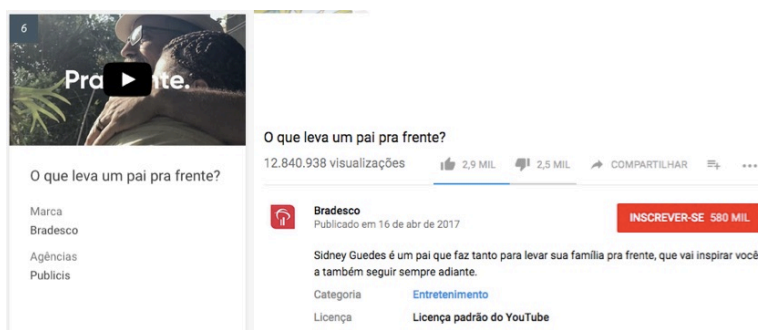 6
Pra
te.
O que leva um pai pra frente?
Marca
Bradesco
Agências
Publicis
O que leva um pai pra frente?
12.840.938 visualizações 2,9 MIL 2,5 MIL COMPARTILHAR
Bradesco
Publicado em 16 de abr de 2017
INSCREVER-SE 580 MIL
Sidney Guedes é um pai que faz tanto para levar sua família pra frente, que vai inspirar você
a também seguir sempre adiante.
Categoria Entretenimento
Licença Licença padrão do YouTube